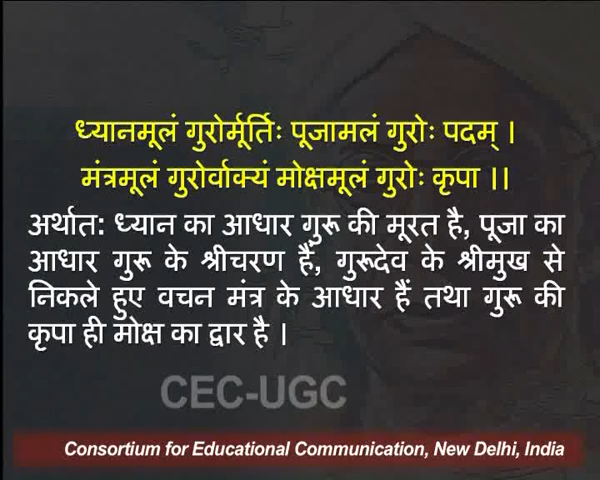 ध्यानमूलं गुरोर्मूर्तिः पूजामलं गुरोः पदम् ।
मंत्रमूलं गुरोर्वाक्यं मोक्षमूलं गुरोः कृपा ।।
अर्थात: ध्यान का आधार गुरू की मूरत है, पूजा का
आधार गुरू के श्रीचरण हैं, गुरूदेव के श्रीमुख से
निकले हुए वचन मंत्र के आधार हैं तथा गुरू की
कृपा ही मोक्ष का द्वार है ।
CEC-UGC
Consortium for Educational Communication, New Delhi, India